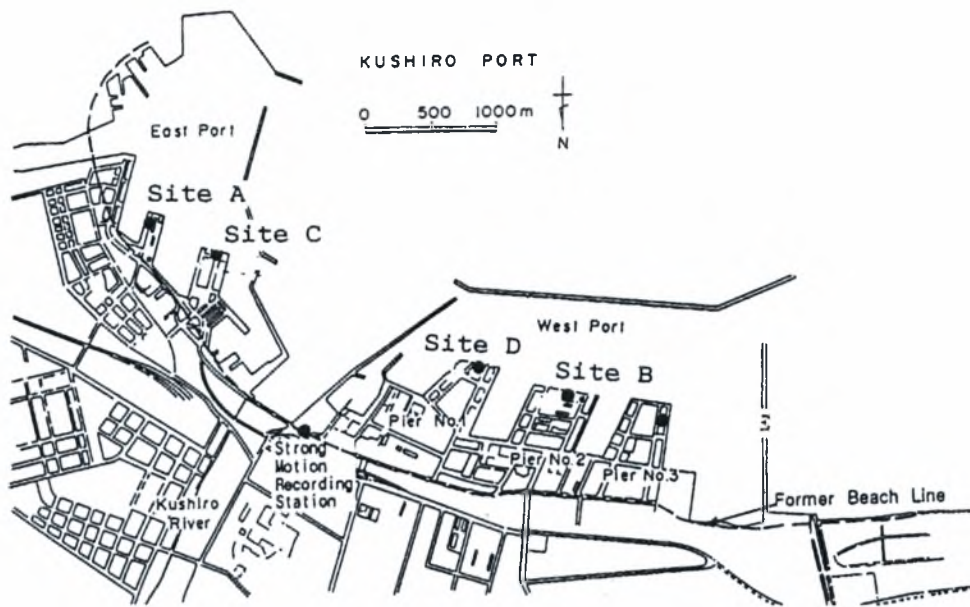 KUSHIRO PORT
0 500 1000m
N
East Port
Site A
Site C
West Port
Site D
Site B
Pier No.1
Pier No.2
Pier No.3
Strong
Motion
Recording
Station
Kushiro
River
Former Beach Line